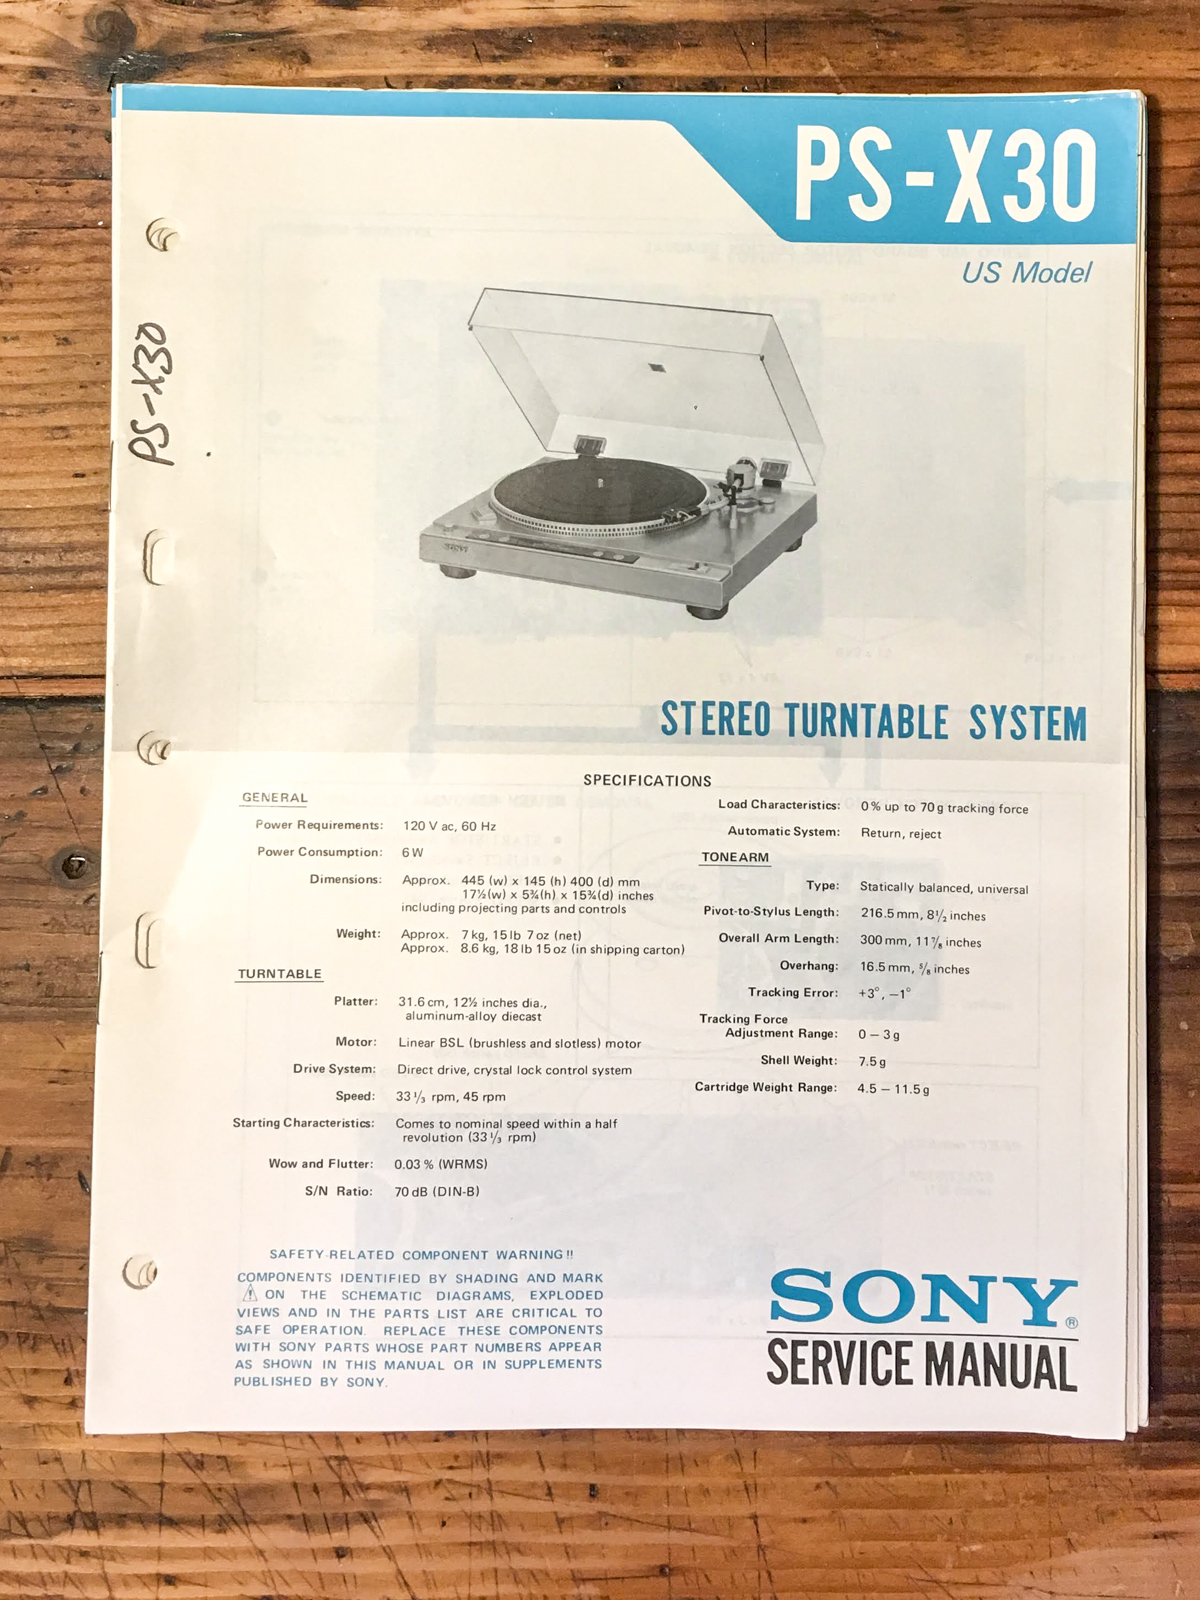 PS-X30
US Model
PS-X30
SONY
STEREO TURNTABLE SYSTEM
SPECIFICATIONS
GENERAL
Power Requirements: 120 V ac, 60 Hz
Power Consumption: 6 W
Dimensions: Approx. 445 (w) x 145 (h) 400 (d) mm
17½(w) x 5¾(h) x 15¾(d) inches
including projecting parts and controls
Weight: Approx. 7 kg, 15 lb 7 oz (net)
Approx. 8.6 kg, 18 lb 15 oz (in shipping carton)
TURNTABLE
Platter: 31.6 cm, 12½ inches dia.,
aluminum-alloy diecast
Motor: Linear BSL (brushless and slotless) motor
Drive System: Direct drive, crystal lock control system
Speed: 33 1/3 rpm, 45 rpm
Starting Characteristics: Comes to nominal speed within a half
revolution (33 1/3 rpm)
Wow and Flutter: 0.03 % (WRMS)
S/N Ratio: 70 dB (DIN-B)
Load Characteristics: 0 % up to 70 g tracking force
Automatic System: Return, reject
TONEARM
Type: Statically balanced, universal
Pivot-to-Stylus Length: 216.5 mm, 8 1/2 inches
Overall Arm Length: 300 mm, 11 7/8 inches
Overhang: 16.5 mm, 5/8 inches
Tracking Error: +3°, −1°
Tracking Force
Adjustment Range: 0 – 3 g
Shell Weight: 7.5 g
Cartridge Weight Range: 4.5 – 11.5 g
SAFETY-RELATED COMPONENT WARNING!!
COMPONENTS IDENTIFIED BY SHADING AND MARK
⚠ ON THE SCHEMATIC DIAGRAMS, EXPLODED
VIEWS AND IN THE PARTS LIST ARE CRITICAL TO
SAFE OPERATION. REPLACE THESE COMPONENTS
WITH SONY PARTS WHOSE PART NUMBERS APPEAR
AS SHOWN IN THIS MANUAL OR IN SUPPLEMENTS
PUBLISHED BY SONY.
SONY®
SERVICE MANUAL